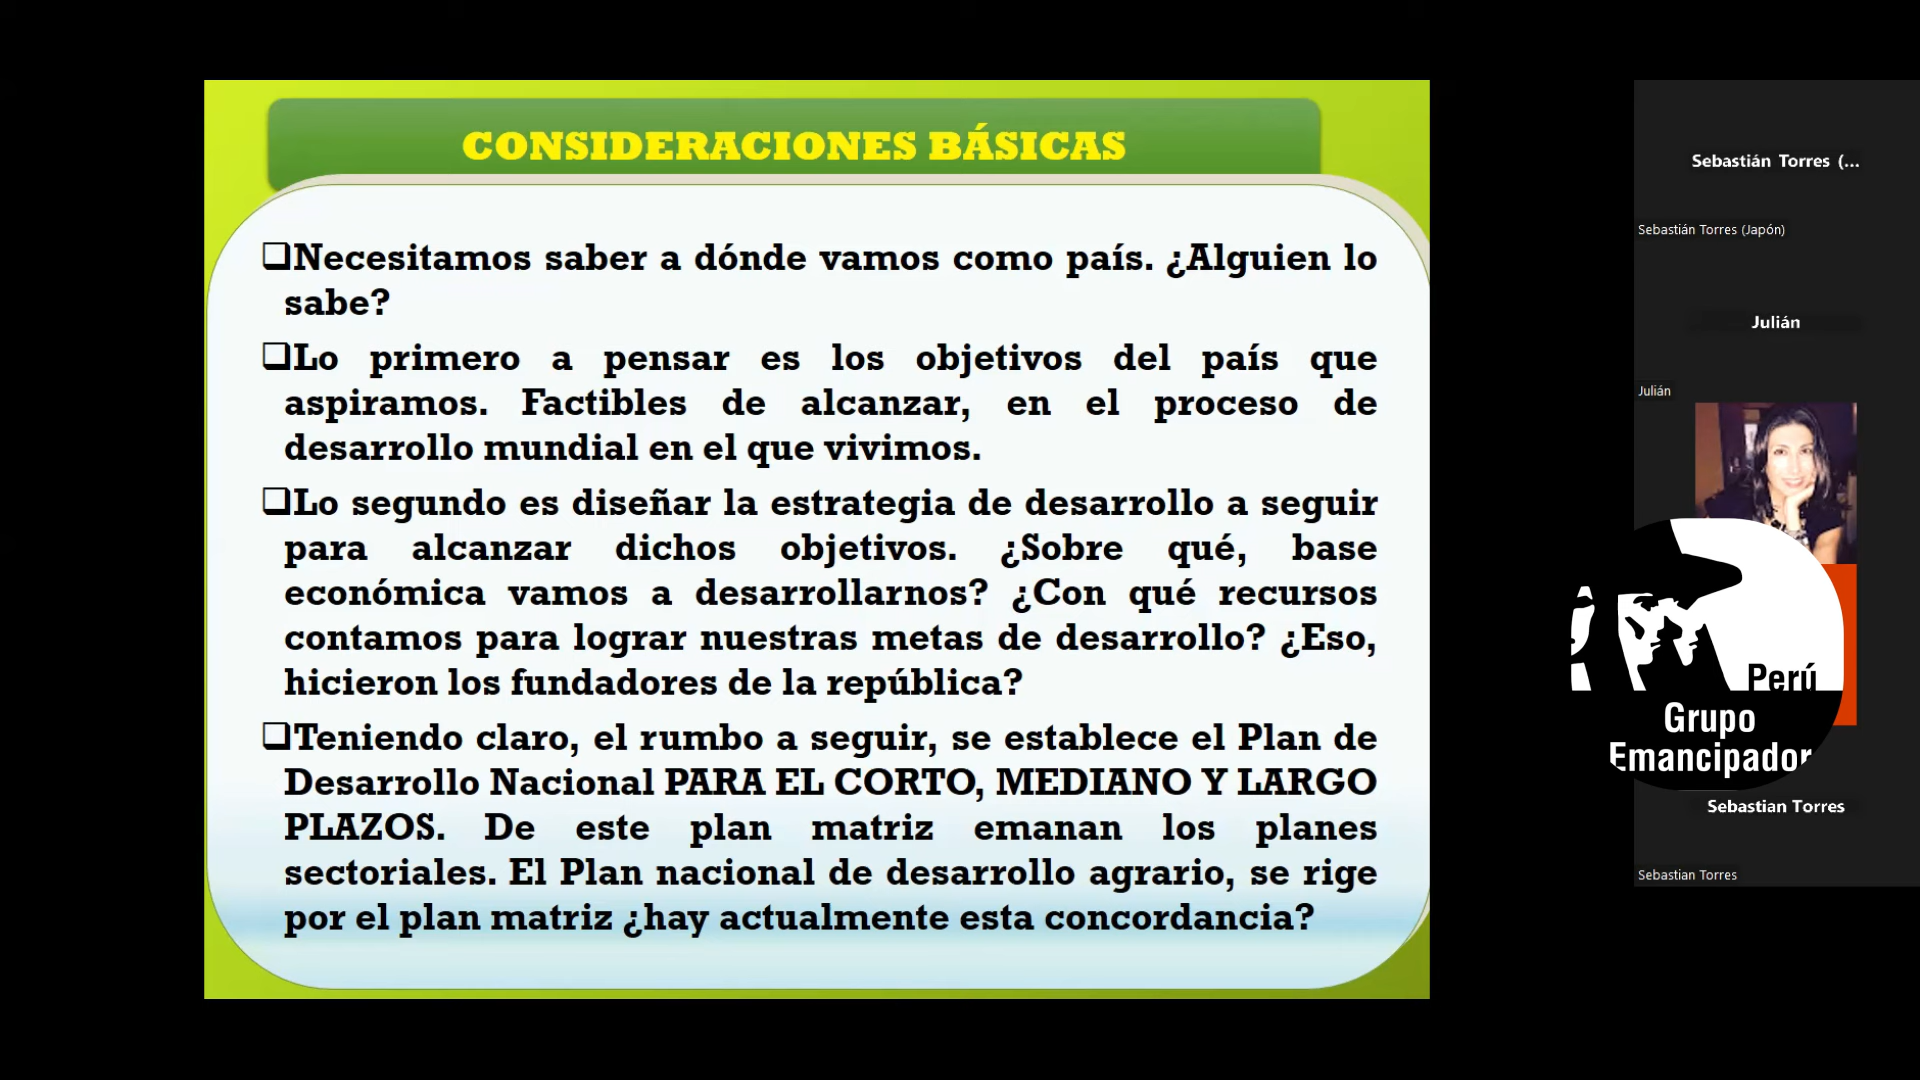 CONSIDERACIONES BÁSICAS
❑Necesitamos saber a dónde vamos como país. ¿Alguien lo
sabe?
❑Lo primero a pensar es los objetivos del país que
aspiramos. Factibles de alcanzar, en el proceso de
desarrollo mundial en el que vivimos.
❑Lo segundo es diseñar la estrategia de desarrollo a seguir
para alcanzar dichos objetivos. ¿Sobre qué, base
económica vamos a desarrollarnos? ¿Con qué recursos
contamos para lograr nuestras metas de desarrollo? ¿Eso,
hicieron los fundadores de la república?
❑Teniendo claro, el rumbo a seguir, se establece el Plan de
Desarrollo Nacional PARA EL CORTO, MEDIANO Y LARGO
PLAZOS. De este plan matriz emanan los planes
sectoriales. El Plan nacional de desarrollo agrario, se rige
por el plan matriz ¿hay actualmente esta concordancia?
Sebastián Torres (...
Sebastián Torres (Japón)
Julián
Julián
Perú
Grupo
Emancipador
Sebastian Torres
Sebastian Torres